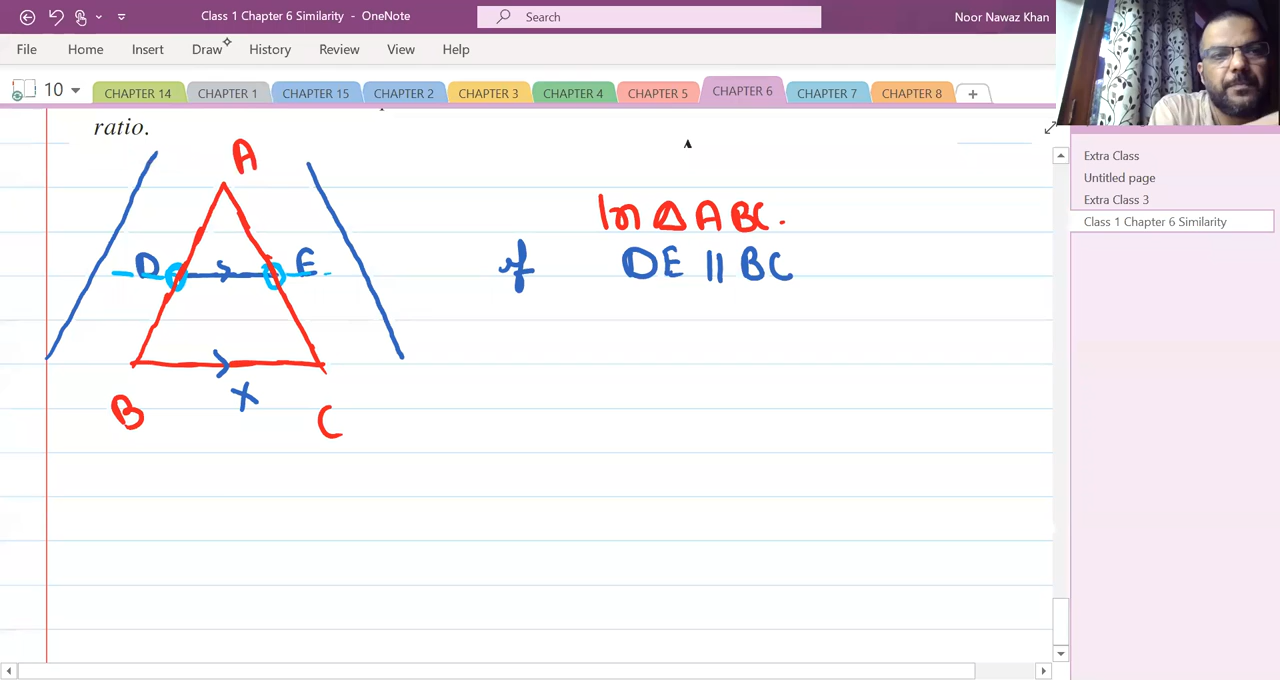 Class 1 Chapter 6 Similarity - OneNote
Search
Noor Nawaz Khan
File Home Insert Draw History Review View Help
10 CHAPTER 14 CHAPTER 1 CHAPTER 15 CHAPTER 2 CHAPTER 3 CHAPTER 4 CHAPTER 5 CHAPTER 6 CHAPTER 7 CHAPTER 8 +
ratio.
A
D E
B X C
In Δ ABC.
if DE || BC
Extra Class
Untitled page
Extra Class 3
Class 1 Chapter 6 Similarity